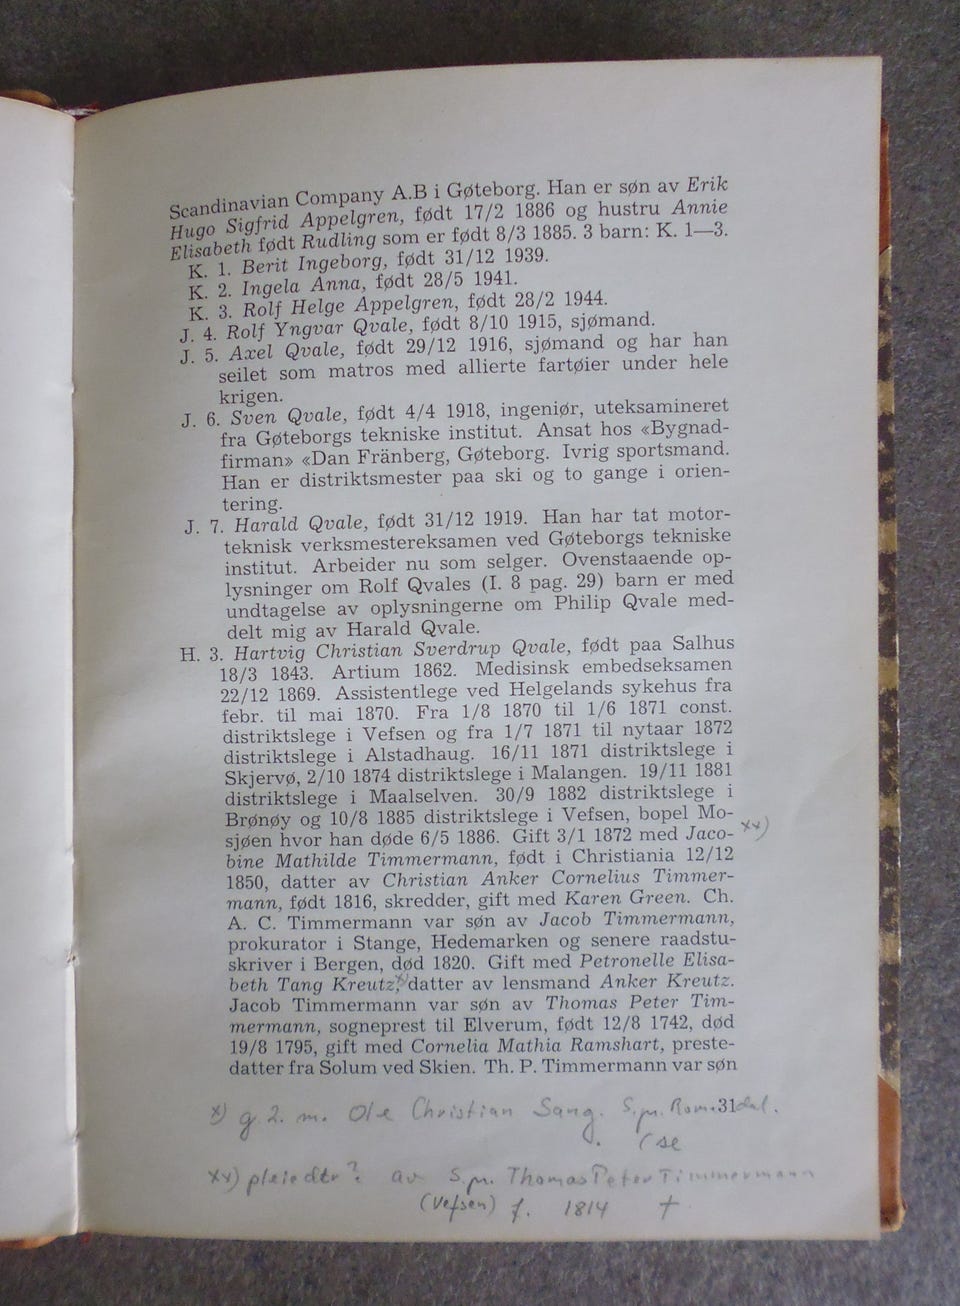 Scandinavian Company A.B i Gøteborg. Han er søn av Erik
Hugo Sigfrid Appelgren, født 17/2 1886 og hustru Annie
Elisabeth født Rudling som er født 8/3 1885. 3 barn: K. 1—3.
K. 1. Berit Ingeborg, født 31/12 1939.
K. 2. Ingela Anna, født 28/5 1941.
K. 3. Rolf Helge Appelgren, født 28/2 1944.
J. 4. Rolf Yngvar Qvale, født 8/10 1915, sjømand.
J. 5. Axel Qvale, født 29/12 1916, sjømand og har han
seilet som matros med allierte fartøier under hele
krigen.
J. 6. Sven Qvale, født 4/4 1918, ingeniør, uteksamineret
fra Gøteborgs tekniske institut. Ansat hos «Bygnad-
firman» «Dan Fränberg, Gøteborg. Ivrig sportsmand.
Han er distriktsmester paa ski og to gange i orien-
tering.
J. 7. Harald Qvale, født 31/12 1919. Han har tat motor-
teknisk verksmestereksamen ved Gøteborgs tekniske
institut. Arbeider nu som selger. Ovenstaaende op-
lysninger om Rolf Qvales (I. 8 pag. 29) barn er med
undtagelse av oplysningerne om Philip Qvale med-
delt mig av Harald Qvale.
H. 3. Hartvig Christian Sverdrup Qvale, født paa Salhus
18/3 1843. Artium 1862. Medisinsk embedseksamen
22/12 1869. Assistentlege ved Helgelands sykehus fra
febr. til mai 1870. Fra 1/8 1870 til 1/6 1871 const.
distriktslege i Vefsen og fra 1/7 1871 til nytaar 1872
distriktslege i Alstadhaug. 16/11 1871 distriktslege i
Skjervø, 2/10 1874 distriktslege i Malangen. 19/11 1881
distriktslege i Maalselven. 30/9 1882 distriktslege i
Brønøy og 10/8 1885 distriktslege i Vefsen, bopel Mo-
sjøen hvor han døde 6/5 1886. Gift 3/1 1872 med Jaco- xx)
bine Mathilde Timmermann, født i Christiania 12/12
1850, datter av Christian Anker Cornelius Timmer-
mann, født 1816, skredder, gift med Karen Green. Ch.
A. C. Timmermann var søn av Jacob Timmermann,
prokurator i Stange, Hedemarken og senere raadstu-
skriver i Bergen, død 1820. Gift med Petronelle Elisa-
beth Tang Kreutz, x) datter av lensmand Anker Kreutz.
Jacob Timmermann var søn av Thomas Peter Tim-
mermann, sogneprest til Elverum, født 12/8 1742, død
19/8 1795, gift med Cornelia Mathia Ramshart, preste-
datter fra Solum ved Skien. Th. P. Timmermann var søn
31
x) g. 2. m. Ole Christian Sang. S.pr. Romsdal.
(se
xx) pleiedtr? av S.pr. Thomas Peter Timmermann
(Vefsen) f. 1814 †